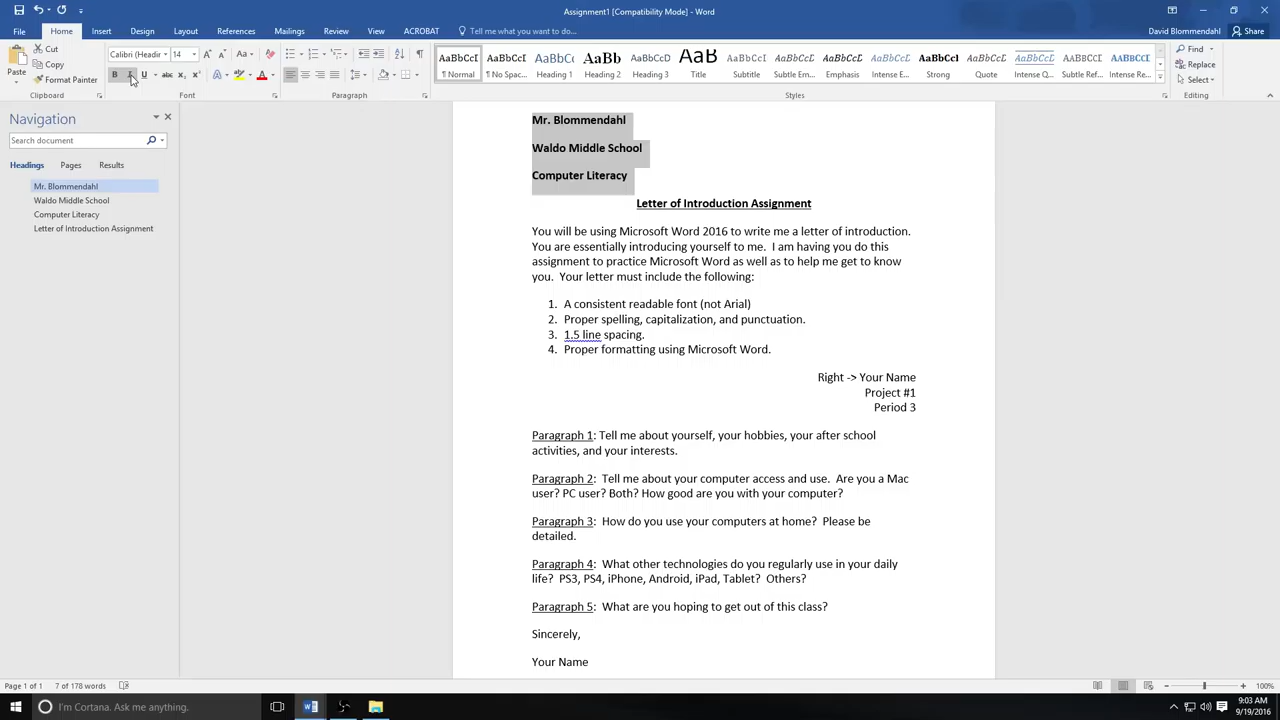 Assignment1 [Compatibility Mode] - Word
File Home Insert Design Layout References Mailings Review View ACROBAT Tell me what you want to do... David Blommendahl Share
Paste
Cut
Copy
Format Painter
Calibri (Headir 14
Aa
B U abc x₂ x²
AaBbCcI AaBbCcI AaBbC AaBb AaBbCcD AaB AaBbCcD AaBbCcD AaBbCcD AaBbCcD AaBbCcl AaBbCcD AaBbCcD AABBCCD AABBCC
¶ Normal ¶ No Spac... Heading 1 Heading 2 Heading 3 Title Subtitle Subtle Em... Emphasis Intense E... Strong Quote Intense Q... Subtle Ref... Intense Re...
Find
Replace
Select
Clipboard Font Paragraph Styles Editing
Navigation
Search document
Headings Pages Results
Mr. Blommendahl
Waldo Middle School
Computer Literacy
Letter of Introduction Assignment
Mr. Blommendahl
Waldo Middle School
Computer Literacy
Letter of Introduction Assignment
You will be using Microsoft Word 2016 to write me a letter of introduction.
You are essentially introducing yourself to me.  I am having you do this
assignment to practice Microsoft Word as well as to help me get to know
you.  Your letter must include the following:
1. A consistent readable font (not Arial)
2. Proper spelling, capitalization, and punctuation.
3. 1.5 line spacing.
4. Proper formatting using Microsoft Word.
Right -> Your Name
Project #1
Period 3
Paragraph 1: Tell me about yourself, your hobbies, your after school
activities, and your interests.
Paragraph 2:  Tell me about your computer access and use.  Are you a Mac
user? PC user? Both? How good are you with your computer?
Paragraph 3:  How do you use your computers at home?  Please be
detailed.
Paragraph 4:  What other technologies do you regularly use in your daily
life?  PS3, PS4, iPhone, Android, iPad, Tablet?  Others?
Paragraph 5:  What are you hoping to get out of this class?
Sincerely,
Your Name
Page 1 of 1 7 of 178 words 100%
I'm Cortana. Ask me anything.
9:03 AM
9/19/2016